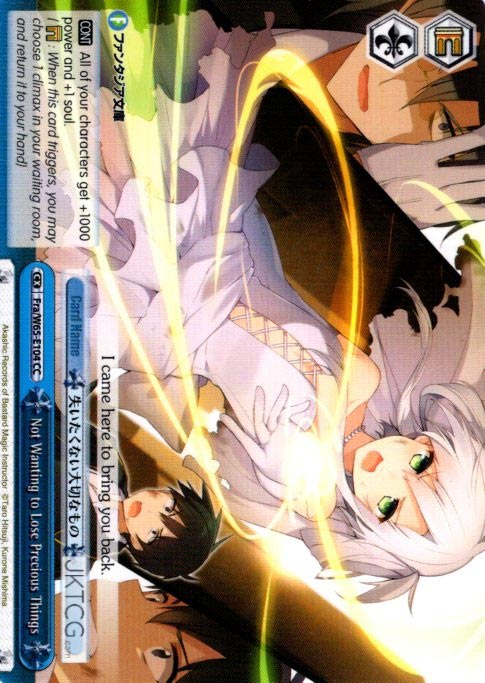 ファンタジア文庫
CONT All of your characters get +1000
power and +1 soul.
( : When this card triggers, you may
choose 1 climax in your waiting room,
and return it to your hand)
I came here to bring you back.
Card Name
失いたくない大切なもの
JKTCG.com
CX
Fra/W65-E104 CC
Not Wanting to Lose Precious Things
Akashic Records of Bastard Magic Instructor ©Taro Hitsuji, Kurone Mishima